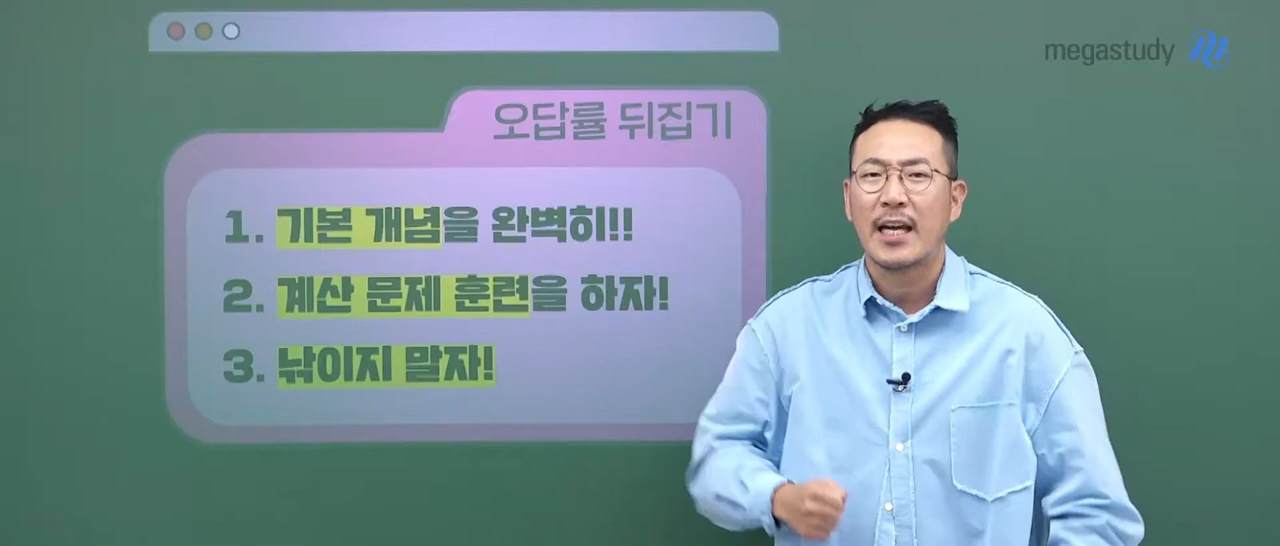 megastudy
오답률 뒤집기
1. 기본 개념을 완벽히!!
2. 계산 문제 훈련을 하자!
3. 낚이지 말자!